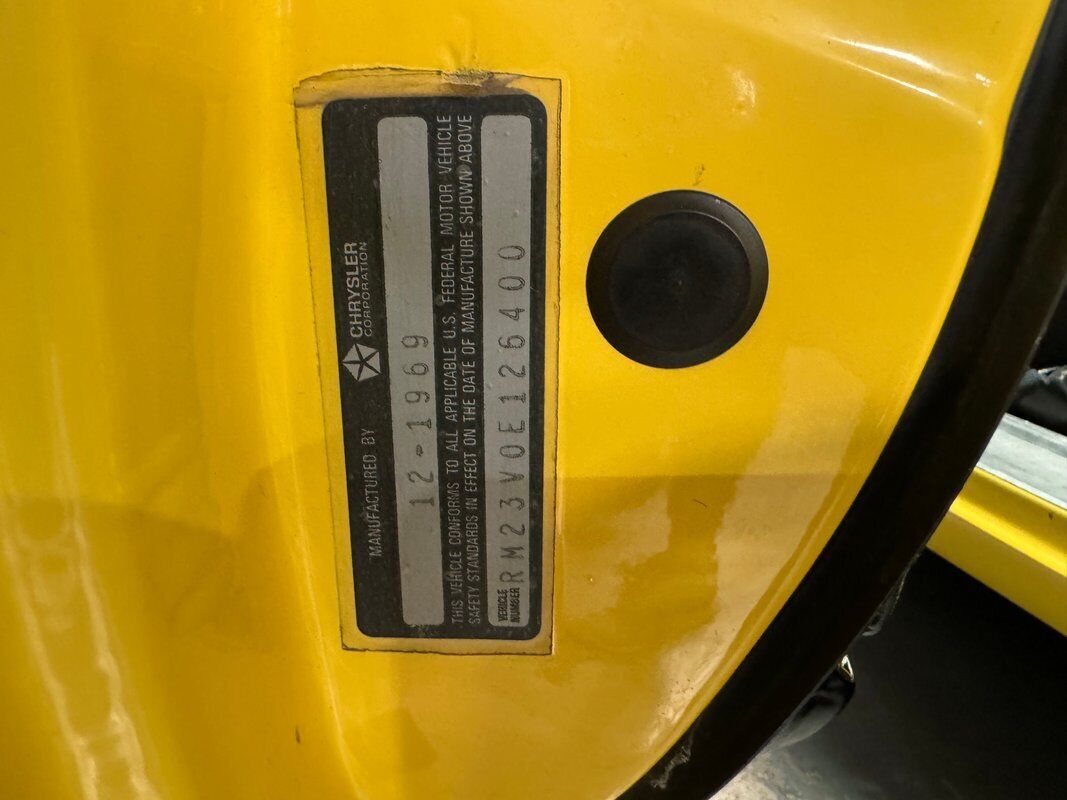 MANUFACTURED BY CHRYSLER CORPORATION
12-1969
THIS VEHICLE CONFORMS TO ALL APPLICABLE U.S. FEDERAL MOTOR VEHICLE
SAFETY STANDARDS IN EFFECT ON THE DATE OF MANUFACTURE SHOWN ABOVE
VEHICLE NUMBER RM23V0E126400